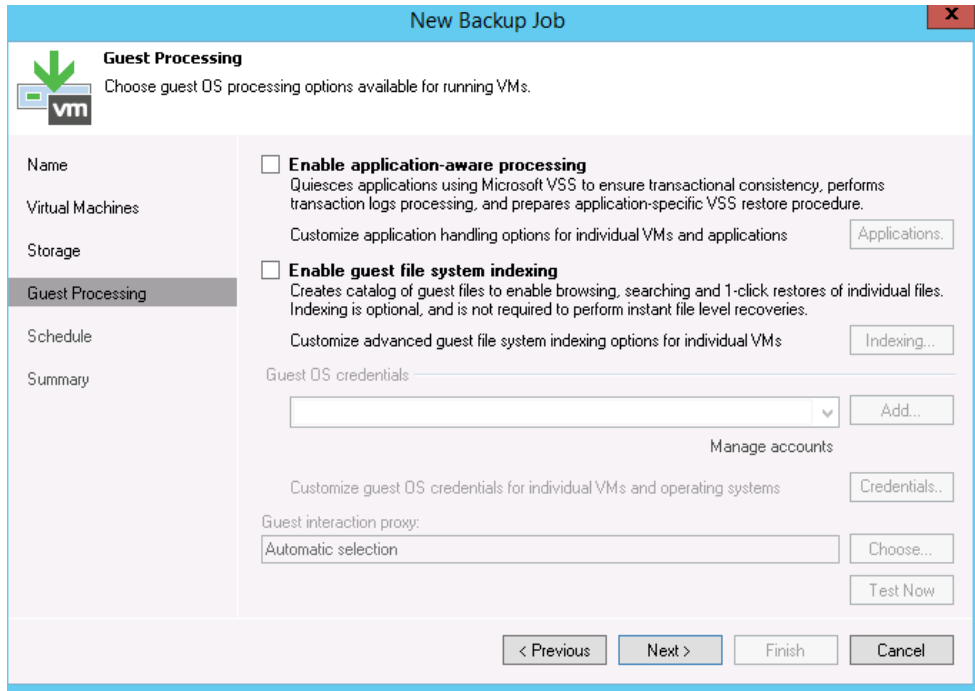 New Backup Job
x
Guest Processing
Choose guest OS processing options available for running VMs.
vm
Name
Virtual Machines
Storage
Guest Processing
Schedule
Summary
Enable application-aware processing
Quiesces applications using Microsoft VSS to ensure transactional consistency, performs
transaction logs processing, and prepares application-specific VSS restore procedure.
Customize application handling options for individual VMs and applications
Applications.
Enable guest file system indexing
Creates catalog of guest files to enable browsing, searching and 1-click restores of individual files.
Indexing is optional, and is not required to perform instant file level recoveries.
Customize advanced guest file system indexing options for individual VMs
Indexing...
Guest OS credentials
Add...
Manage accounts
Customize guest OS credentials for individual VMs and operating systems
Credentials..
Guest interaction proxy:
Automatic selection
Choose...
Test Now
< Previous
Next >
Finish
Cancel